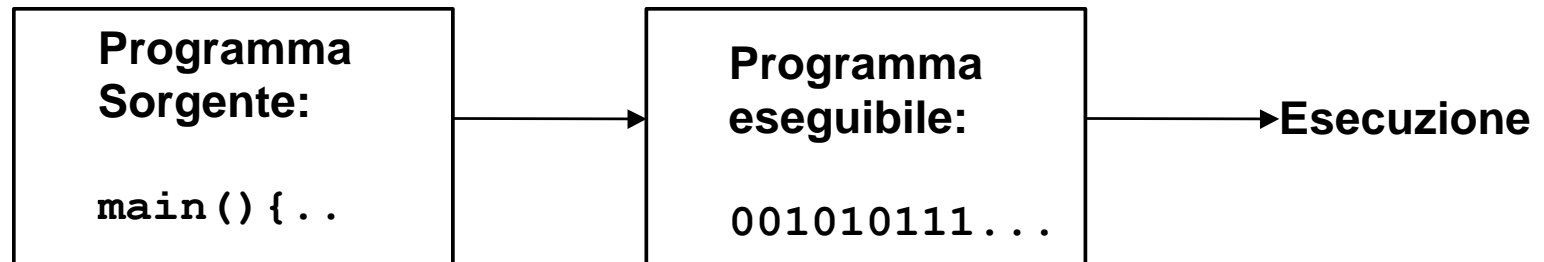 Programma
Sorgente:
main(){..
Programma
eseguibile:
001010111...
Esecuzione